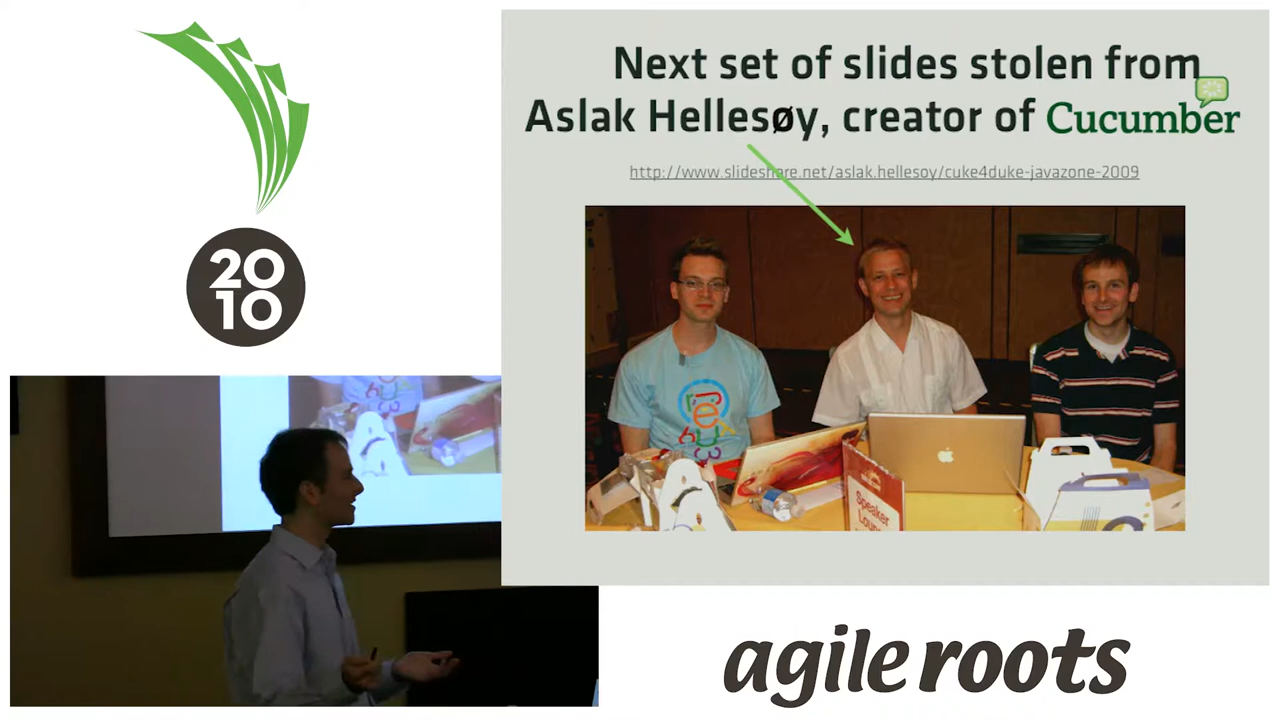 20
10
Next set of slides stolen from
Aslak Hellesøy, creator of Cucumber
http://www.slideshare.net/aslak.hellesoy/cuke4duke-javazone-2009
Speaker
agile roots